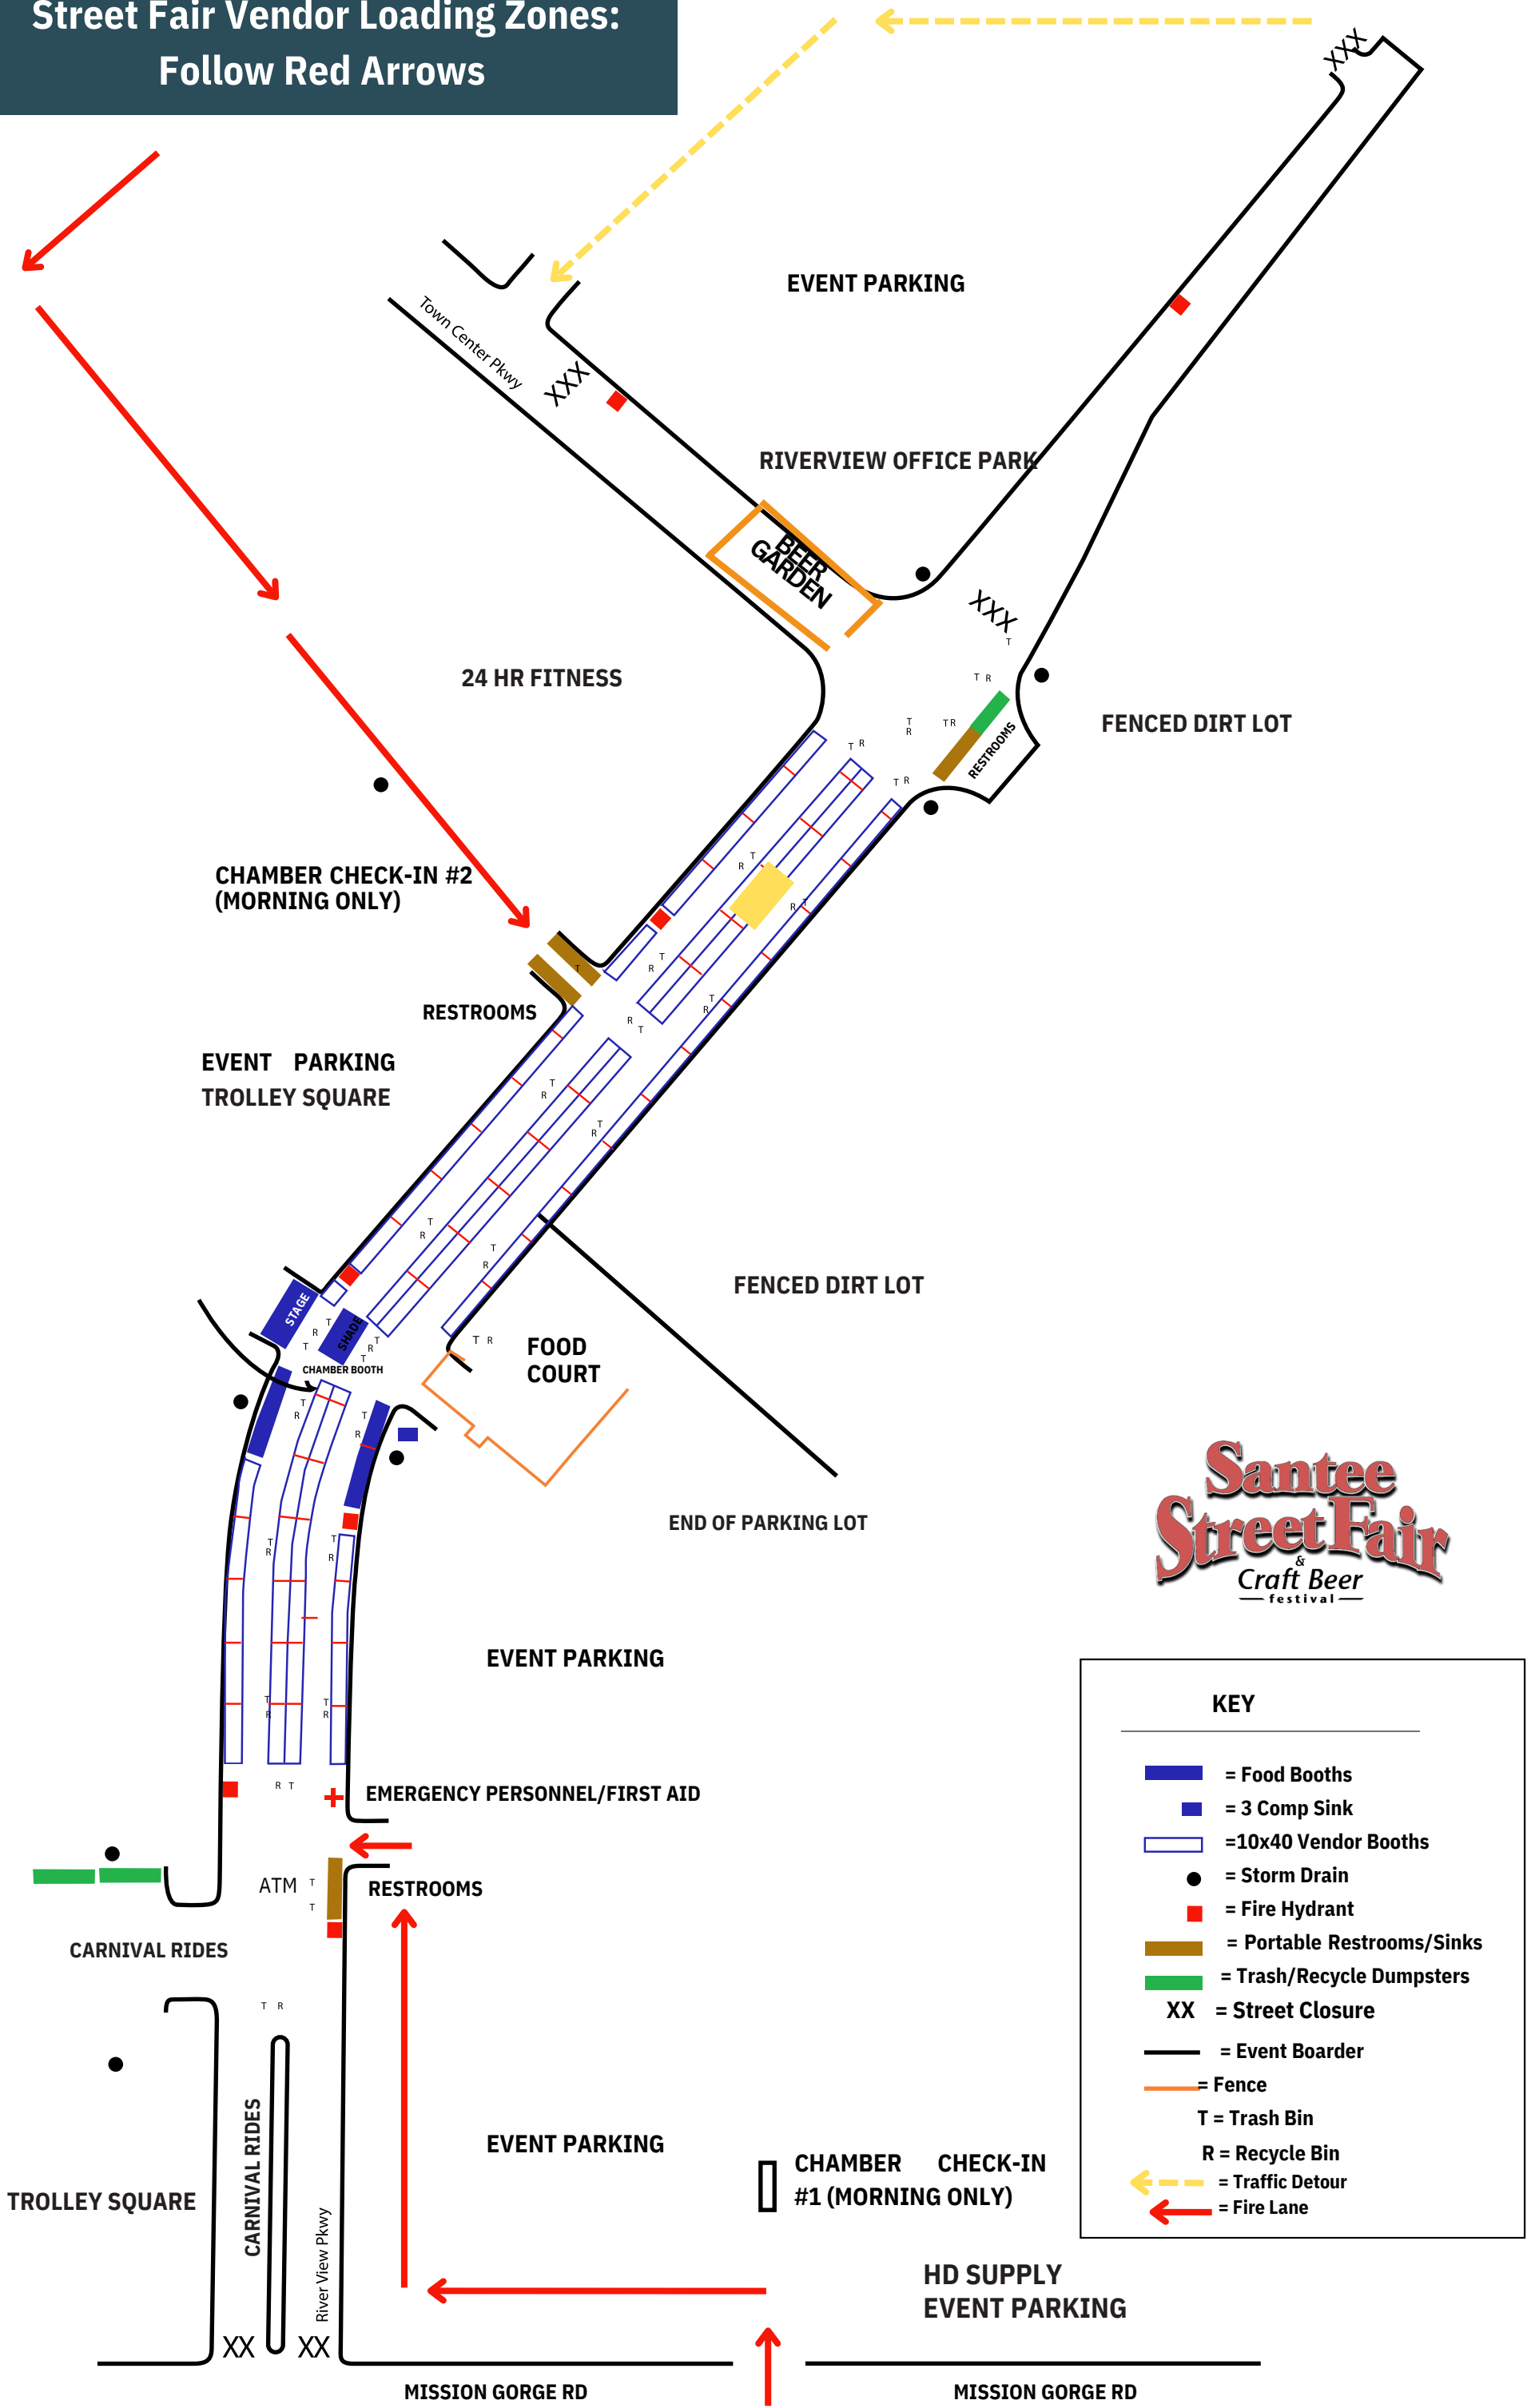 Street Fair Vendor Loading Zones:
Follow Red Arrows
XXX
EVENT PARKING
Town Center Pkwy
XXX
RIVERVIEW OFFICE PARK
BEER
GARDEN
XXX
T
24 HR FITNESS
T R
FENCED DIRT LOT
T
R
T R
T R
RESTROOMS
T R
T
R
CHAMBER CHECK-IN #2
(MORNING ONLY)
R T
T
R
T
T
R
RESTROOMS
R
T
EVENT PARKING
TROLLEY SQUARE
T
R
T
R
T
R
T
R
FENCED DIRT LOT
STAGE
T
R
T
SHADE
T
R
T
T R
FOOD
COURT
CHAMBER BOOTH
T
R
T
R
END OF PARKING LOT
T
R
T
R
Santee
Street Fair
&
Craft Beer
festival
EVENT PARKING
T
R
T
R
R T
EMERGENCY PERSONNEL/FIRST AID
ATM
T
T
RESTROOMS
CARNIVAL RIDES
T R
CARNIVAL RIDES
EVENT PARKING
CHAMBER CHECK-IN
#1 (MORNING ONLY)
TROLLEY SQUARE
River View Pkwy
HD SUPPLY
EVENT PARKING
XX XX
MISSION GORGE RD
MISSION GORGE RD
KEY
= Food Booths
= 3 Comp Sink
=10x40 Vendor Booths
= Storm Drain
= Fire Hydrant
= Portable Restrooms/Sinks
= Trash/Recycle Dumpsters
XX = Street Closure
= Event Boarder
= Fence
T = Trash Bin
R = Recycle Bin
= Traffic Detour
= Fire Lane